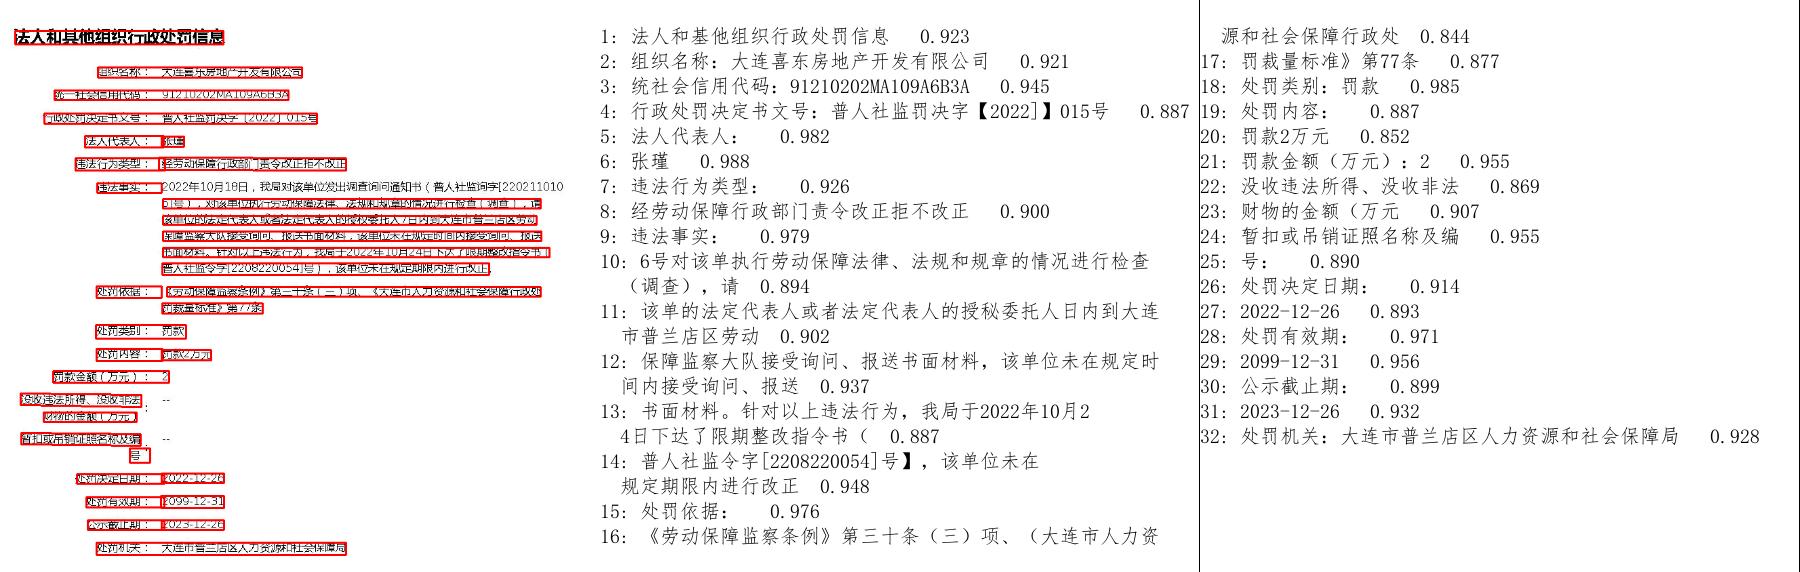 法人和其他组织行政处罚信息
组织名称： 大连喜东房地产开发有限公司
统一社会信用代码： 91210202MA109A6B3A
行政处罚决定书文号： 普人社监罚决字【2022】015号
法人代表人： 张瑾
违法行为类型： 经劳动保障行政部门责令改正拒不改正
违法事实： 2022年10月18日，我局对该单位发出调查询问通知书（普人社监询字[220211010
6]号），对该单位执行劳动保障法律、法规和规章的情况进行检查（调查），请
该单位的法定代表人或者法定代表人的授权委托人7日内到大连市普兰店区劳动
保障监察大队接受询问、报送书面材料，该单位未在规定时间内接受询问、报送
书面材料。针对以上违法行为，我局于2022年10月24日下达了限期整改指令书（
普人社监令字[2208220054]号），该单位未在规定期限内进行改正。
处罚依据： 《劳动保障监察条例》第三十条（三）项、《大连市人力资源和社会保障行政处
罚裁量标准》第77条
处罚类别： 罚款
处罚内容： 罚款2万元
罚款金额（万元）： 2
没收违法所得、没收非法
财物的金额（万元）： --
暂扣或吊销证照名称及编
号： --
处罚决定日期： 2022-12-26
处罚有效期： 2099-12-31
公示截止期： 2023-12-26
处罚机关： 大连市普兰店区人力资源和社会保障局
1: 法人和基他组织行政处罚信息 0.923
2: 组织名称: 大连喜东房地产开发有限公司 0.921
3: 统社会信用代码: 91210202MA109A6B3A 0.945
4: 行政处罚决定书文号: 普人社监罚决字【2022]】015号 0.887
5: 法人代表人: 0.982
6: 张瑾 0.988
7: 违法行为类型: 0.926
8: 经劳动保障行政部门责令改正拒不改正 0.900
9: 违法事实: 0.979
10: 6号对该单执行劳动保障法律、法规和规章的情况进行检查
（调查），请 0.894
11: 该单的法定代表人或者法定代表人的授秘委托人日内到大连
市普兰店区劳动 0.902
12: 保障监察大队接受询问、报送书面材料，该单位未在规定时
间内接受询问、报送 0.937
13: 书面材料。针对以上违法行为，我局于2022年10月2
4日下达了限期整改指令书（ 0.887
14: 普人社监令字[2208220054]号】，该单位未在
规定期限内进行改正 0.948
15: 处罚依据: 0.976
16: 《劳动保障监察条例》第三十条（三）项、（大连市人力资
源和社会保障行政处 0.844
17: 罚裁量标准》第77条 0.877
18: 处罚类别: 罚款 0.985
19: 处罚内容: 0.887
20: 罚款2万元 0.852
21: 罚款金额（万元）: 2 0.955
22: 没收违法所得、没收非法 0.869
23: 财物的金额（万元 0.907
24: 暂扣或吊销证照名称及编 0.955
25: 号: 0.890
26: 处罚决定日期: 0.914
27: 2022-12-26 0.893
28: 处罚有效期: 0.971
29: 2099-12-31 0.956
30: 公示截止期: 0.899
31: 2023-12-26 0.932
32: 处罚机关: 大连市普兰店区人力资源和社会保障局 0.928